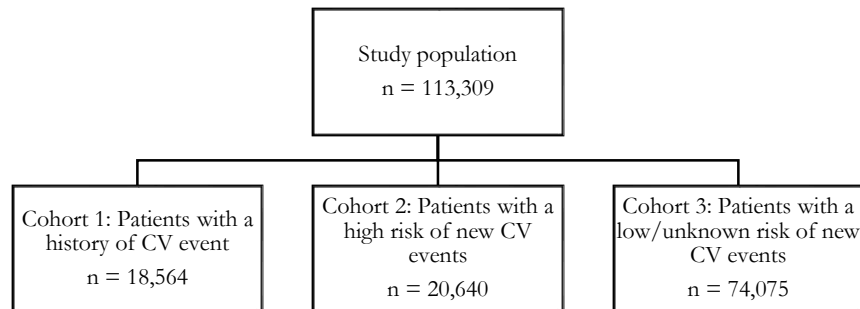 Study population
n = 113,309
Cohort 1: Patients with a
history of CV event
n = 18,564
Cohort 2: Patients with a
high risk of new CV
events
n = 20,640
Cohort 3: Patients with a
low/unknown risk of new
CV events
n = 74,075